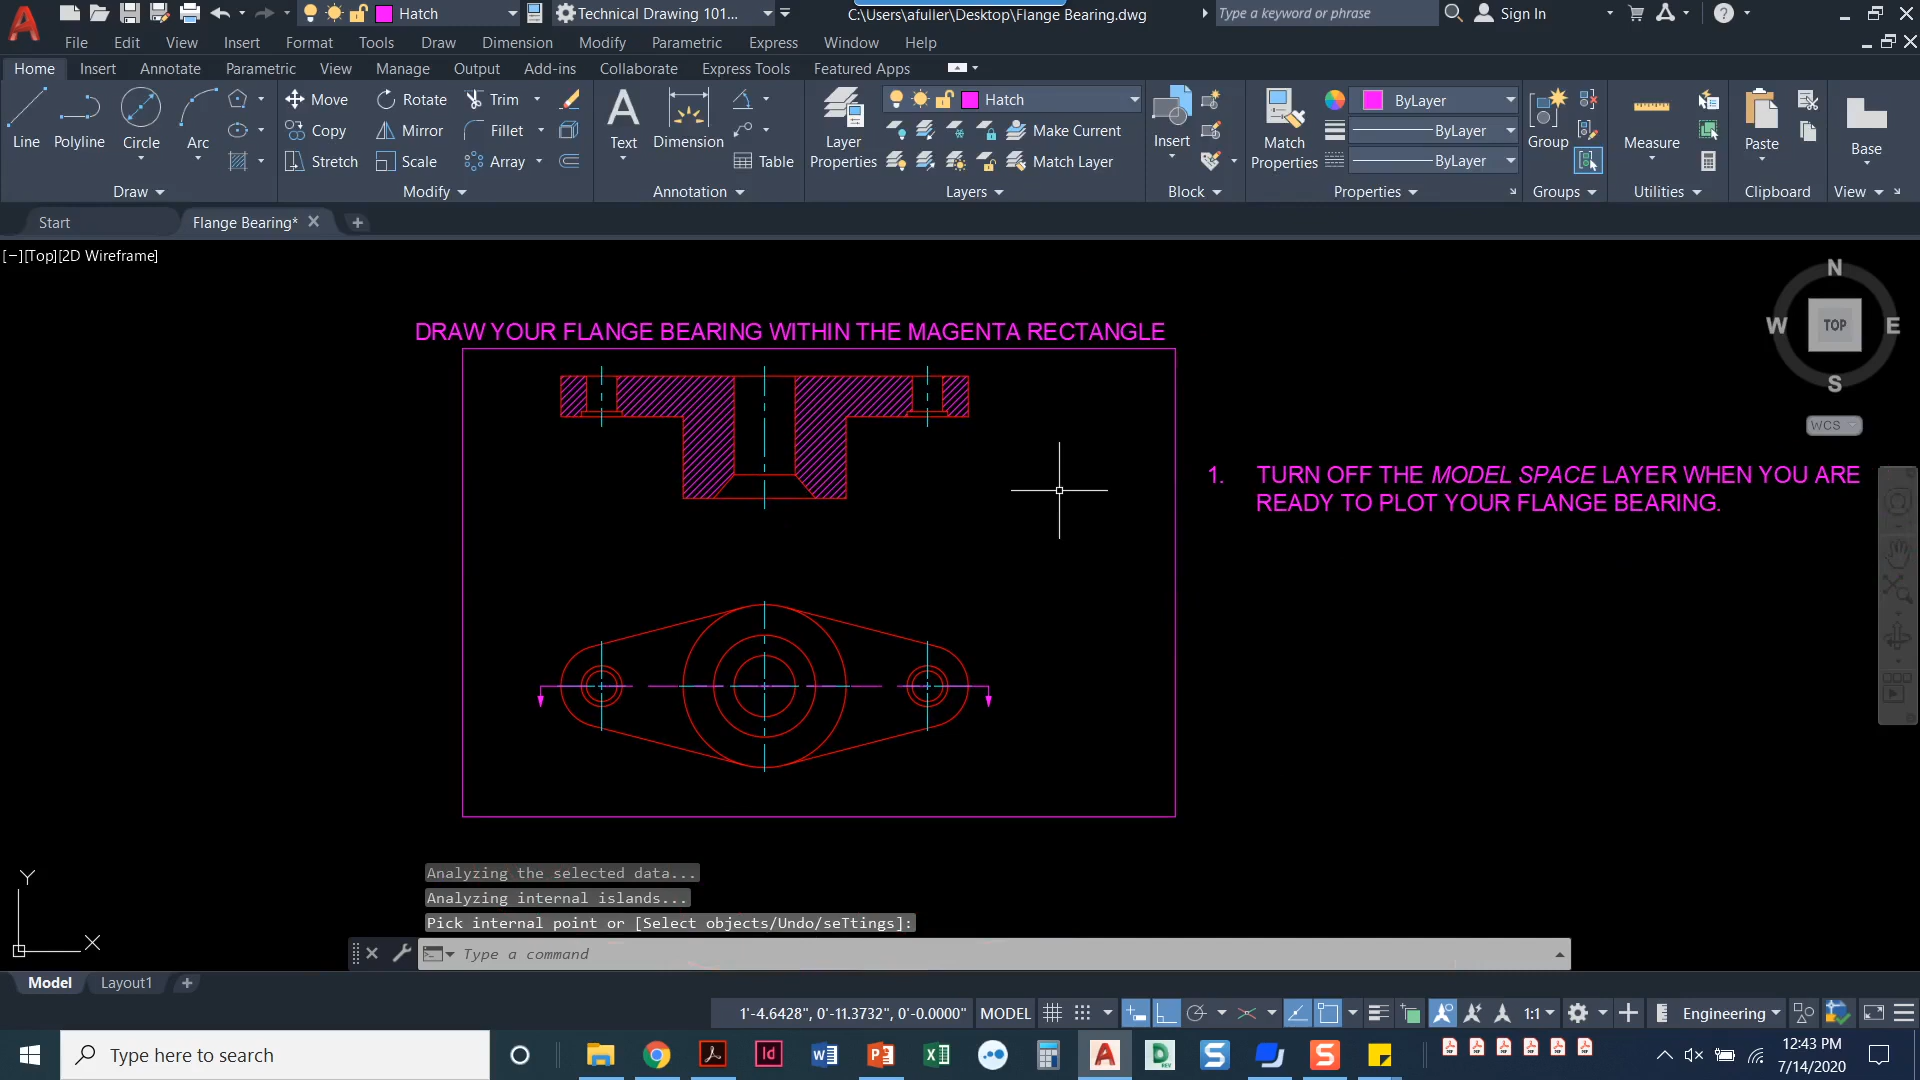 Hatch
Technical Drawing 101...
C:\Users\afuller\Desktop\Flange Bearing.dwg
Type a keyword or phrase
Sign In
File Edit View Insert Format Tools Draw Dimension Modify Parametric Express Window Help
Home Insert Annotate Parametric View Manage Output Add-ins Collaborate Express Tools Featured Apps
Line Polyline Circle Arc
Move Rotate Trim
Copy Mirror Fillet
Stretch Scale Array
Text Dimension Table
Layer Properties
Hatch
Make Current
Match Layer
Insert
Match Properties
ByLayer
ByLayer
ByLayer
Group
Measure
Paste
Base
Draw Modify Annotation Layers Block Properties Groups Utilities Clipboard View
Start Flange Bearing*
[−][Top][2D Wireframe]
N
W TOP E
S
WCS
DRAW YOUR FLANGE BEARING WITHIN THE MAGENTA RECTANGLE
1. TURN OFF THE MODEL SPACE LAYER WHEN YOU ARE
READY TO PLOT YOUR FLANGE BEARING.
Y
X
Analyzing the selected data...
Analyzing internal islands...
Pick internal point or [Select objects/Undo/seTtings]:
Type a command
Model Layout1
1'-4.6428", 0'-11.3732", 0'-0.0000" MODEL 1:1 Engineering
Type here to search
12:43 PM
7/14/2020